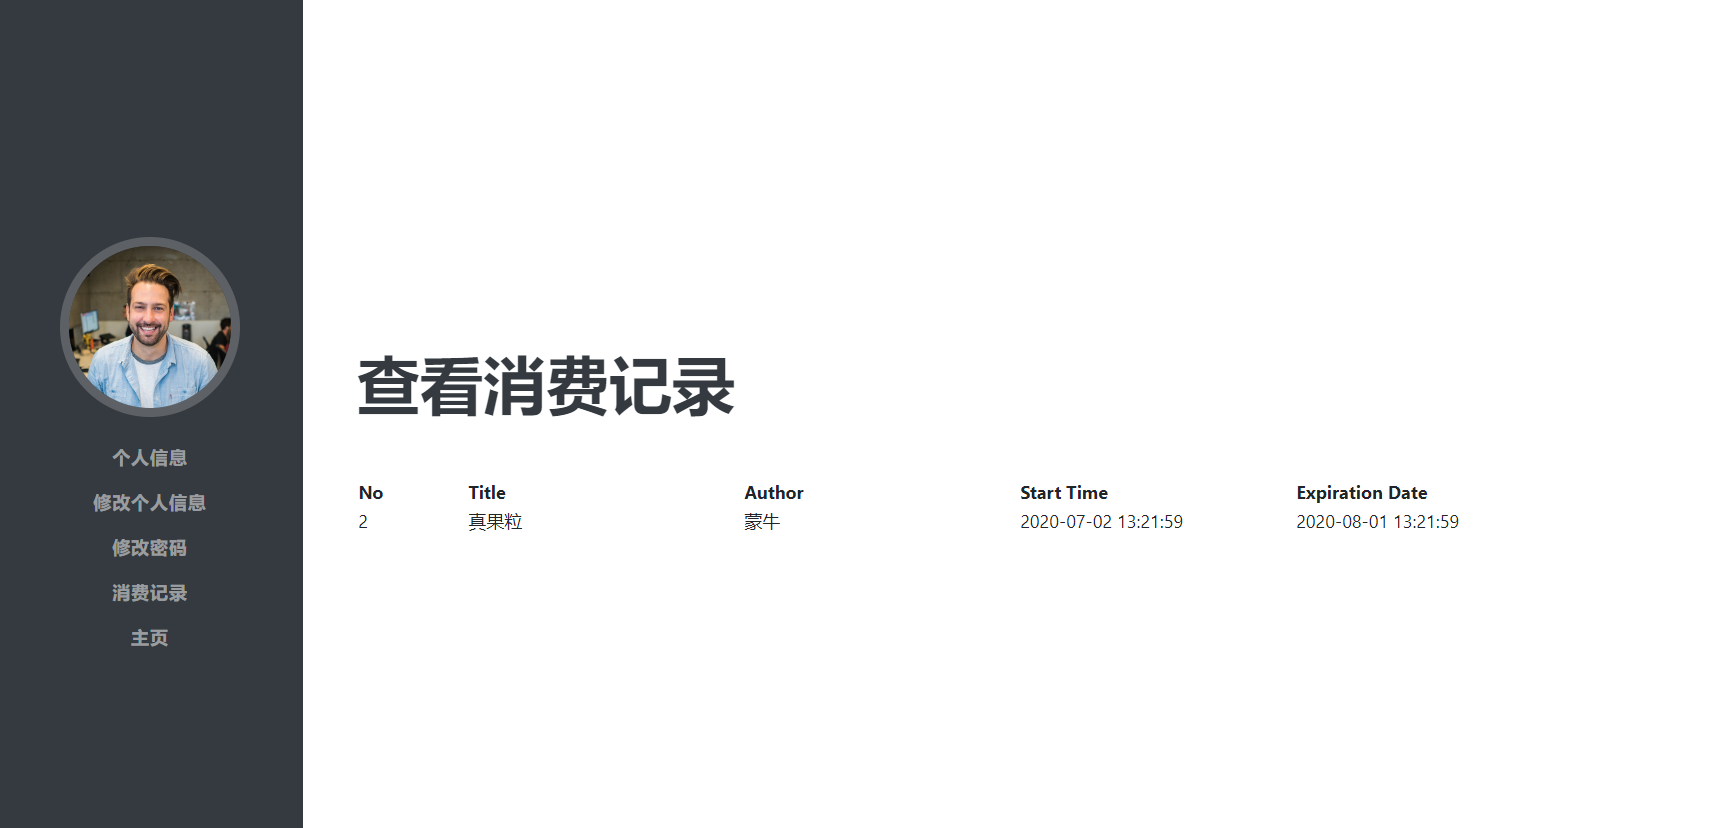 个人信息
修改个人信息
修改密码
消费记录
主页
查看消费记录
No Title Author Start Time Expiration Date
2 真果粒 蒙牛 2020-07-02 13:21:59 2020-08-01 13:21:59